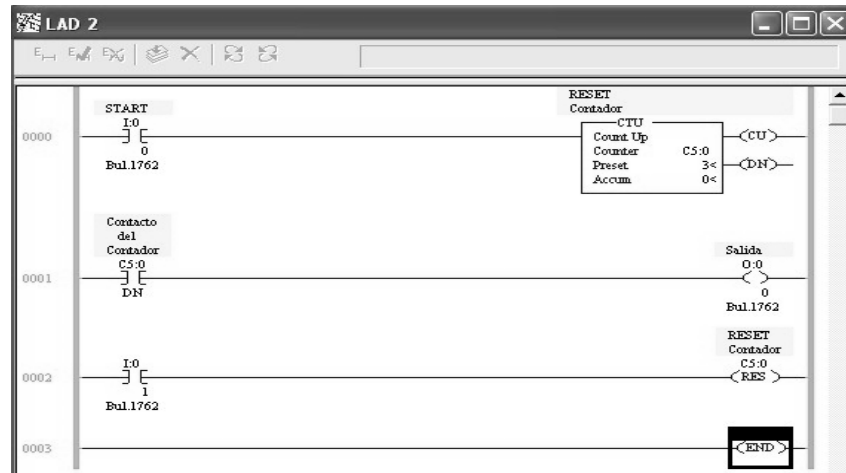 LAD 2
START
I:0
0
Bul.1762
RESET
Contador
CTU
Count Up
Counter C5:0
Preset 3<
Accum 0<
CU
DN
0000
Contacto
del
Contador
C5:0
DN
Salida
O:0
0
Bul.1762
0001
I:0
1
Bul.1762
RESET
Contador
C5:0
RES
0002
0003
END